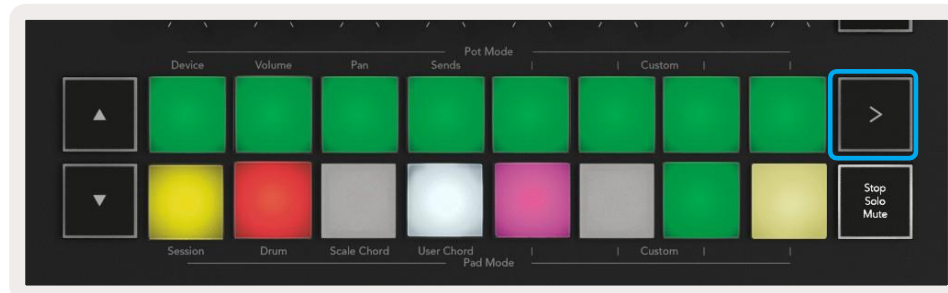 Pot Mode
Device Volume Pan Sends Custom
▲ >
▼ Stop
Solo
Mute
Session Drum Scale Chord User Chord Custom
Pad Mode